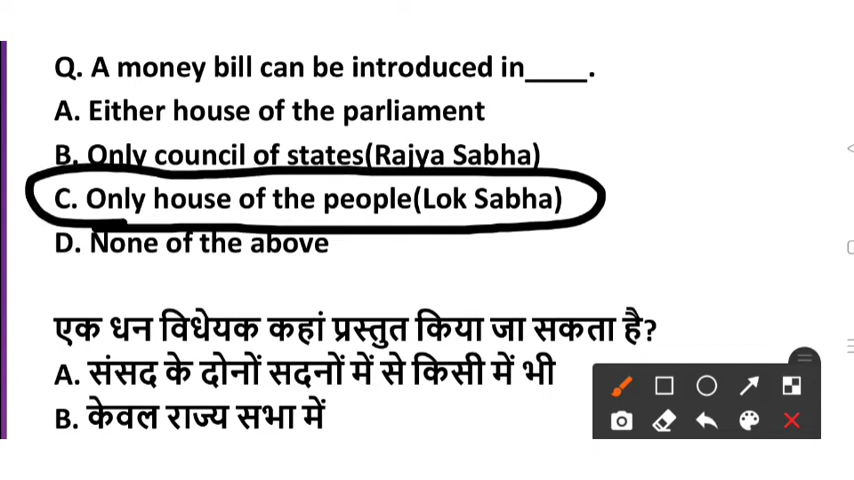 Q. A money bill can be introduced in____.
A. Either house of the parliament
B. Only council of states(Rajya Sabha)
C. Only house of the people(Lok Sabha)
D. None of the above
एक धन विधेयक कहां प्रस्तुत किया जा सकता है?
A. संसद के दोनों सदनों में से किसी में भी
B. केवल राज्य सभा में